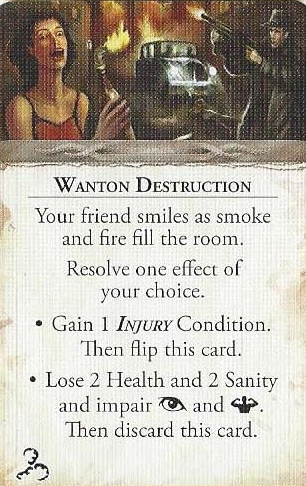 WANTON DESTRUCTION
Your friend smiles as smoke
and fire fill the room.
Resolve one effect of
your choice.
• Gain 1 INJURY Condition.
Then flip this card.
• Lose 2 Health and 2 Sanity
and impair and .
Then discard this card.